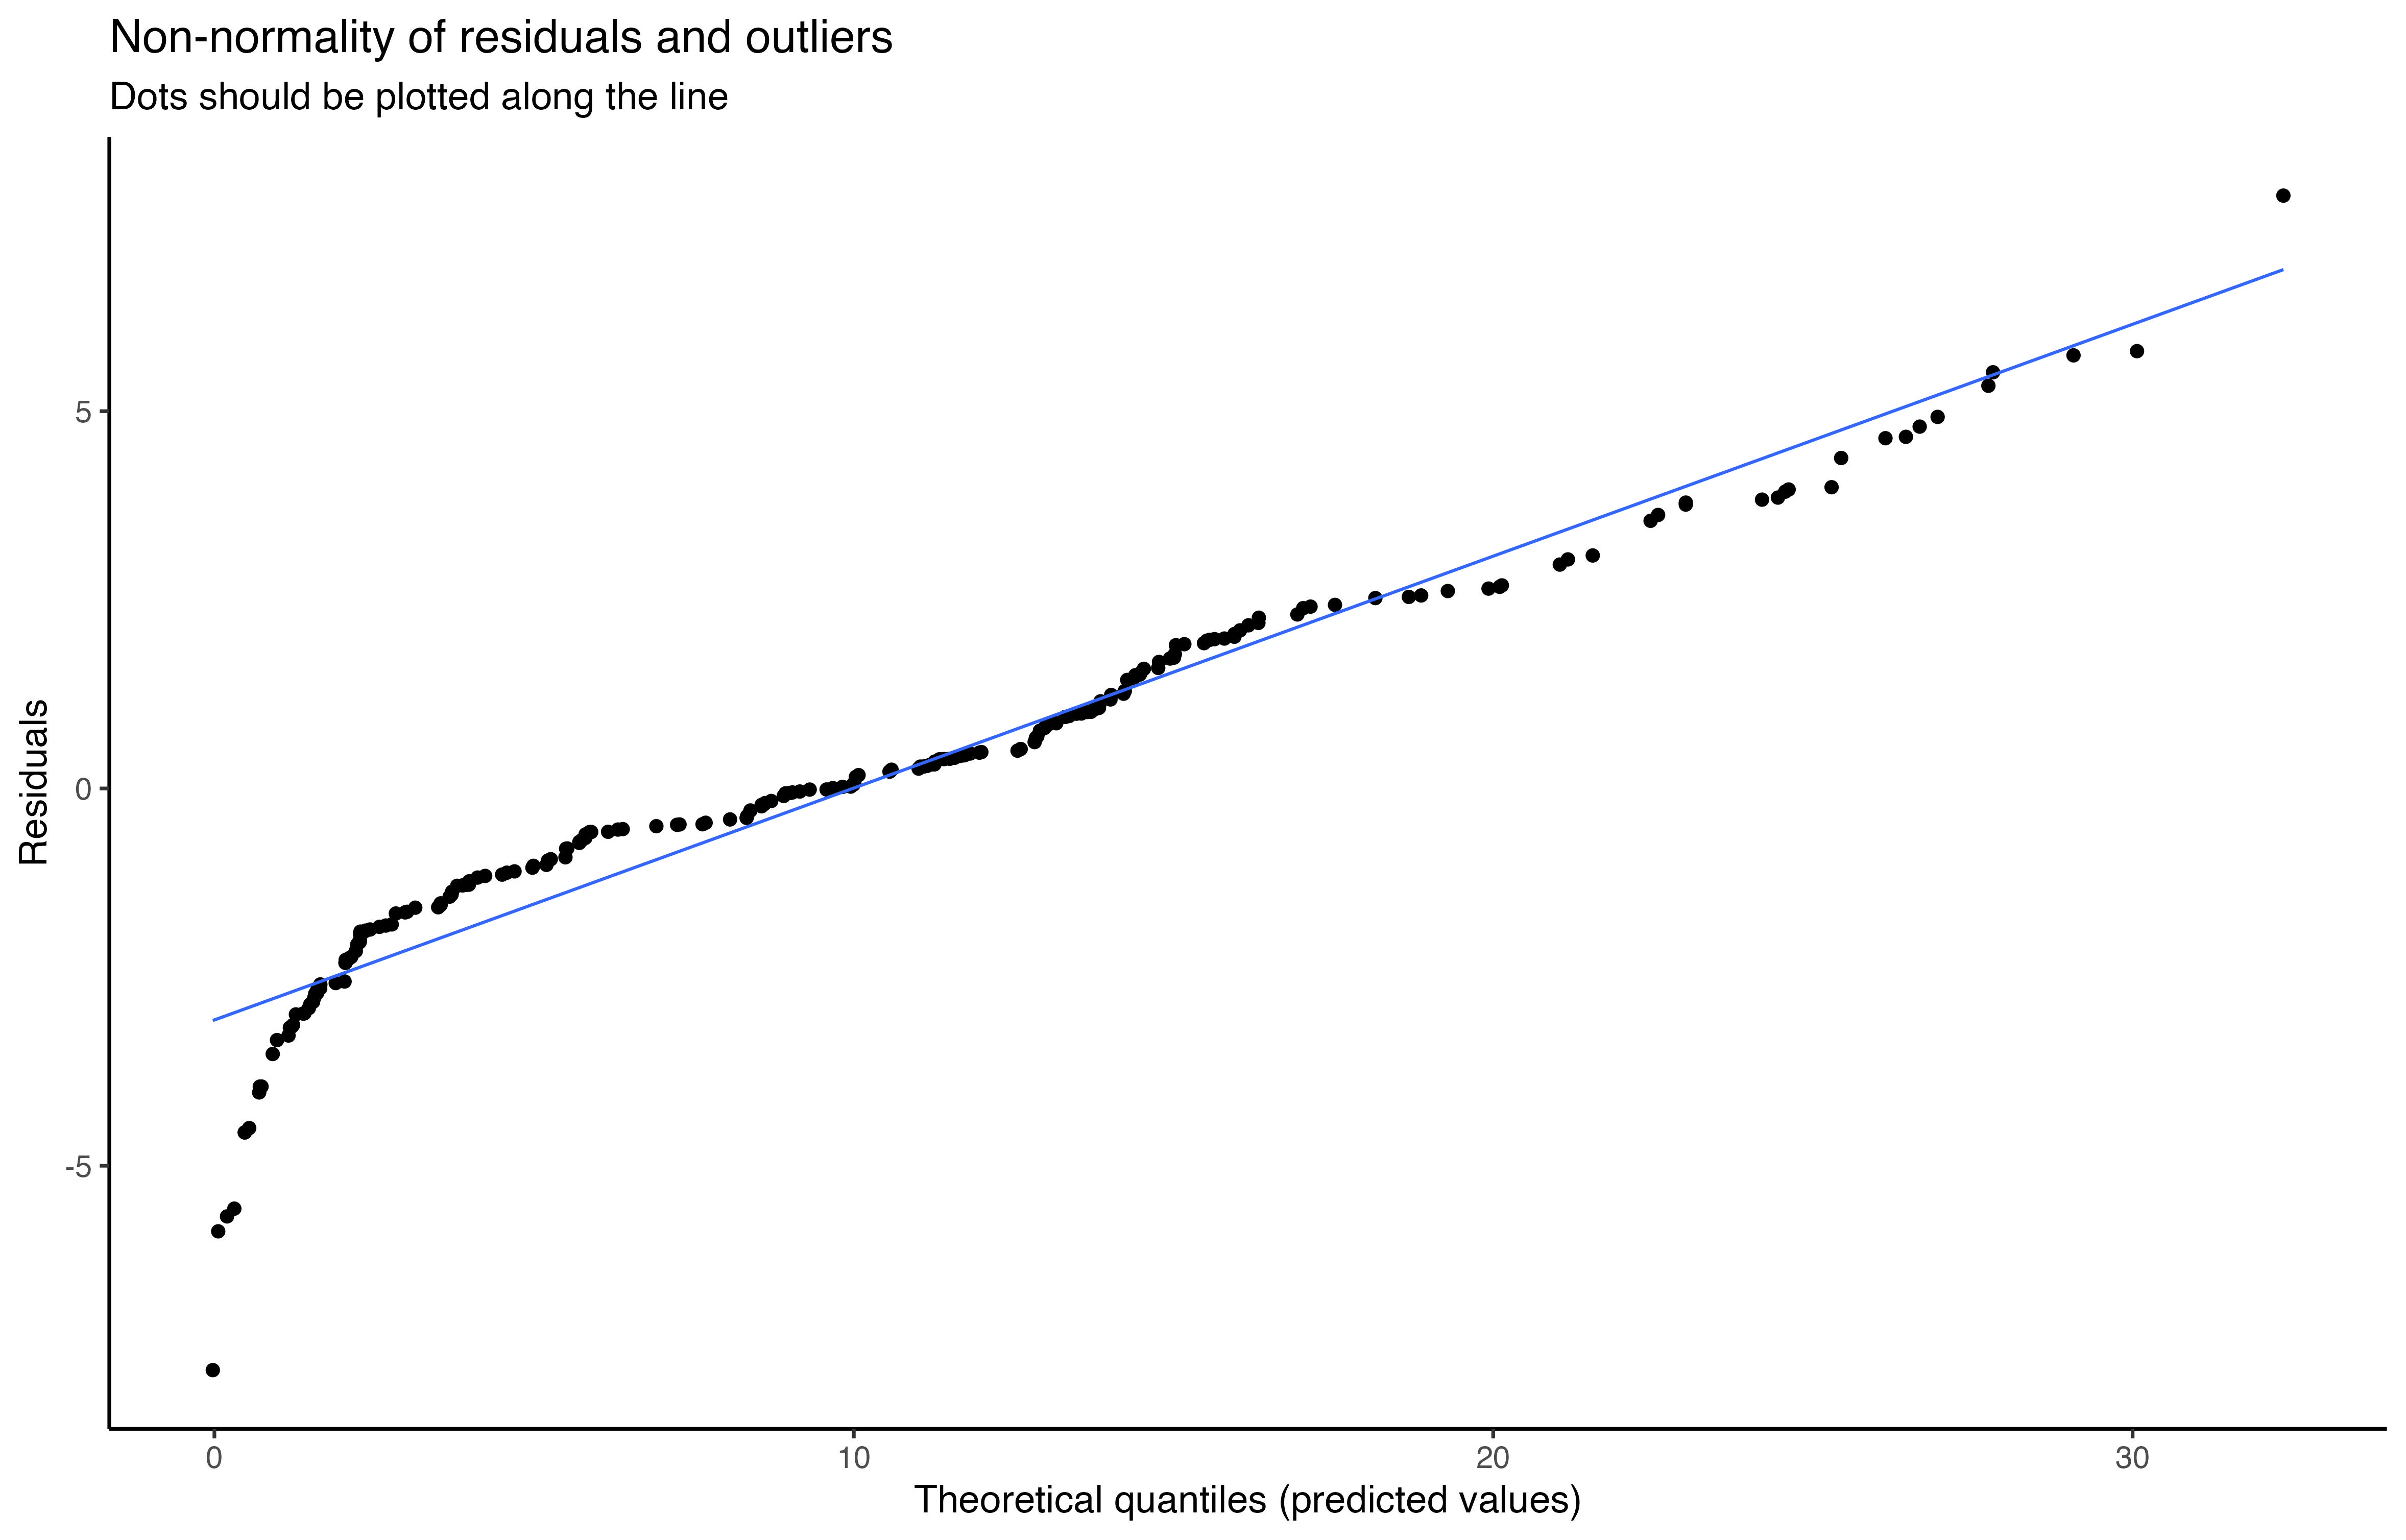 Non-normality of residuals and outliers
Dots should be plotted along the line
5
0
-5
Residuals
0
10
20
30
Theoretical quantiles (predicted values)